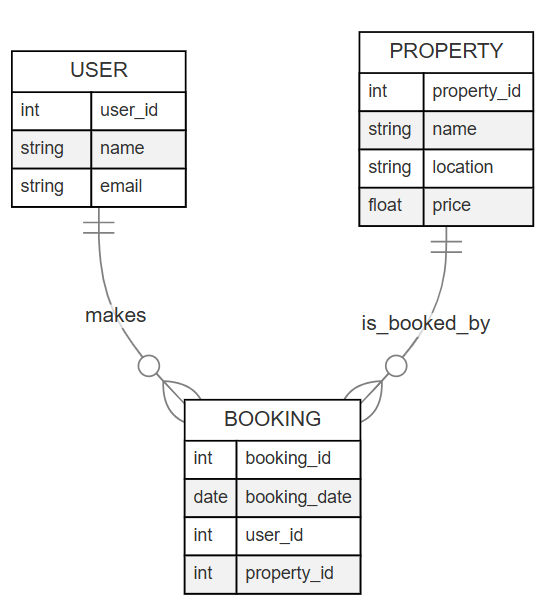 USER
int user_id
string name
string email
PROPERTY
int property_id
string name
string location
float price
makes
is_booked_by
BOOKING
int booking_id
date booking_date
int user_id
int property_id